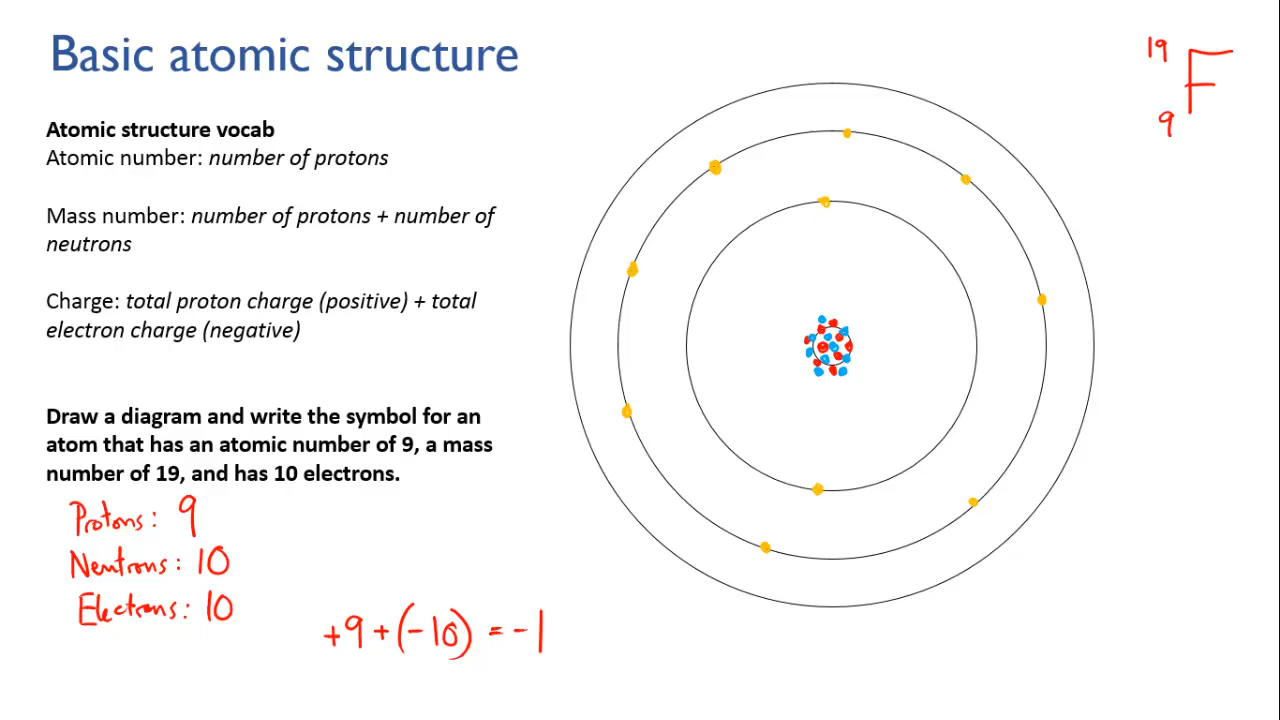 Basic atomic structure
19
F
9
Atomic structure vocab
Atomic number: number of protons
Mass number: number of protons + number of
neutrons
Charge: total proton charge (positive) + total
electron charge (negative)
Draw a diagram and write the symbol for an
atom that has an atomic number of 9, a mass
number of 19, and has 10 electrons.
Protons: 9
Neutrons: 10
Electrons: 10
+9 + (-10) = -1